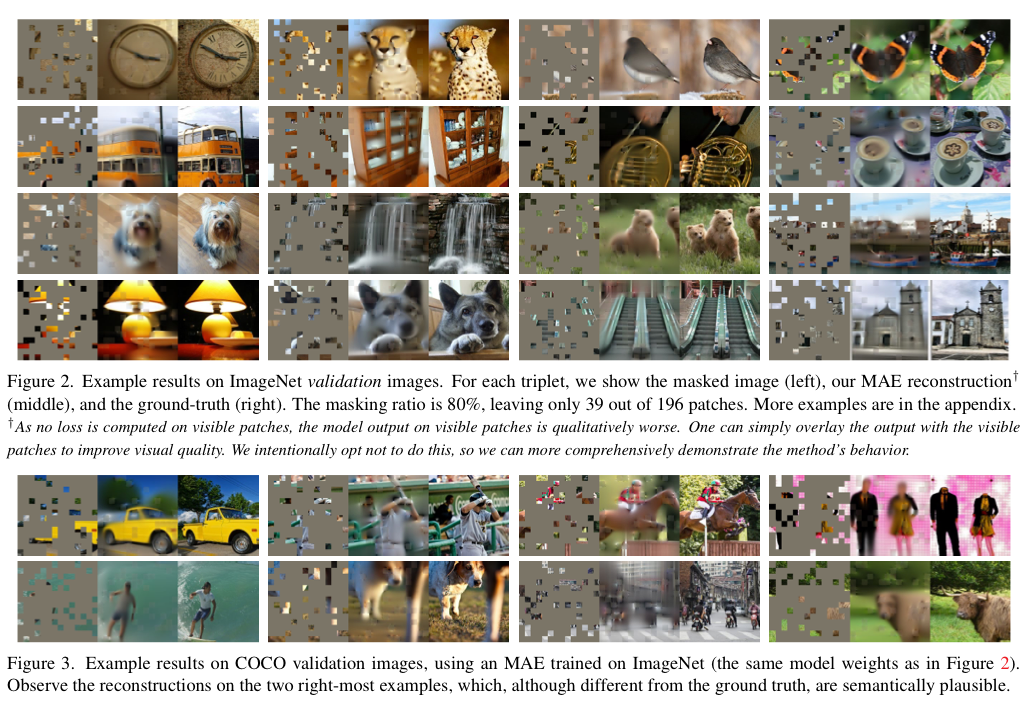 Figure 2. Example results on ImageNet validation images. For each triplet, we show the masked image (left), our MAE reconstruction†
(middle), and the ground-truth (right). The masking ratio is 80%, leaving only 39 out of 196 patches. More examples are in the appendix.
†As no loss is computed on visible patches, the model output on visible patches is qualitatively worse. One can simply overlay the output with the visible
patches to improve visual quality. We intentionally opt not to do this, so we can more comprehensively demonstrate the method's behavior.
Figure 3. Example results on COCO validation images, using an MAE trained on ImageNet (the same model weights as in Figure 2).
Observe the reconstructions on the two right-most examples, which, although different from the ground truth, are semantically plausible.